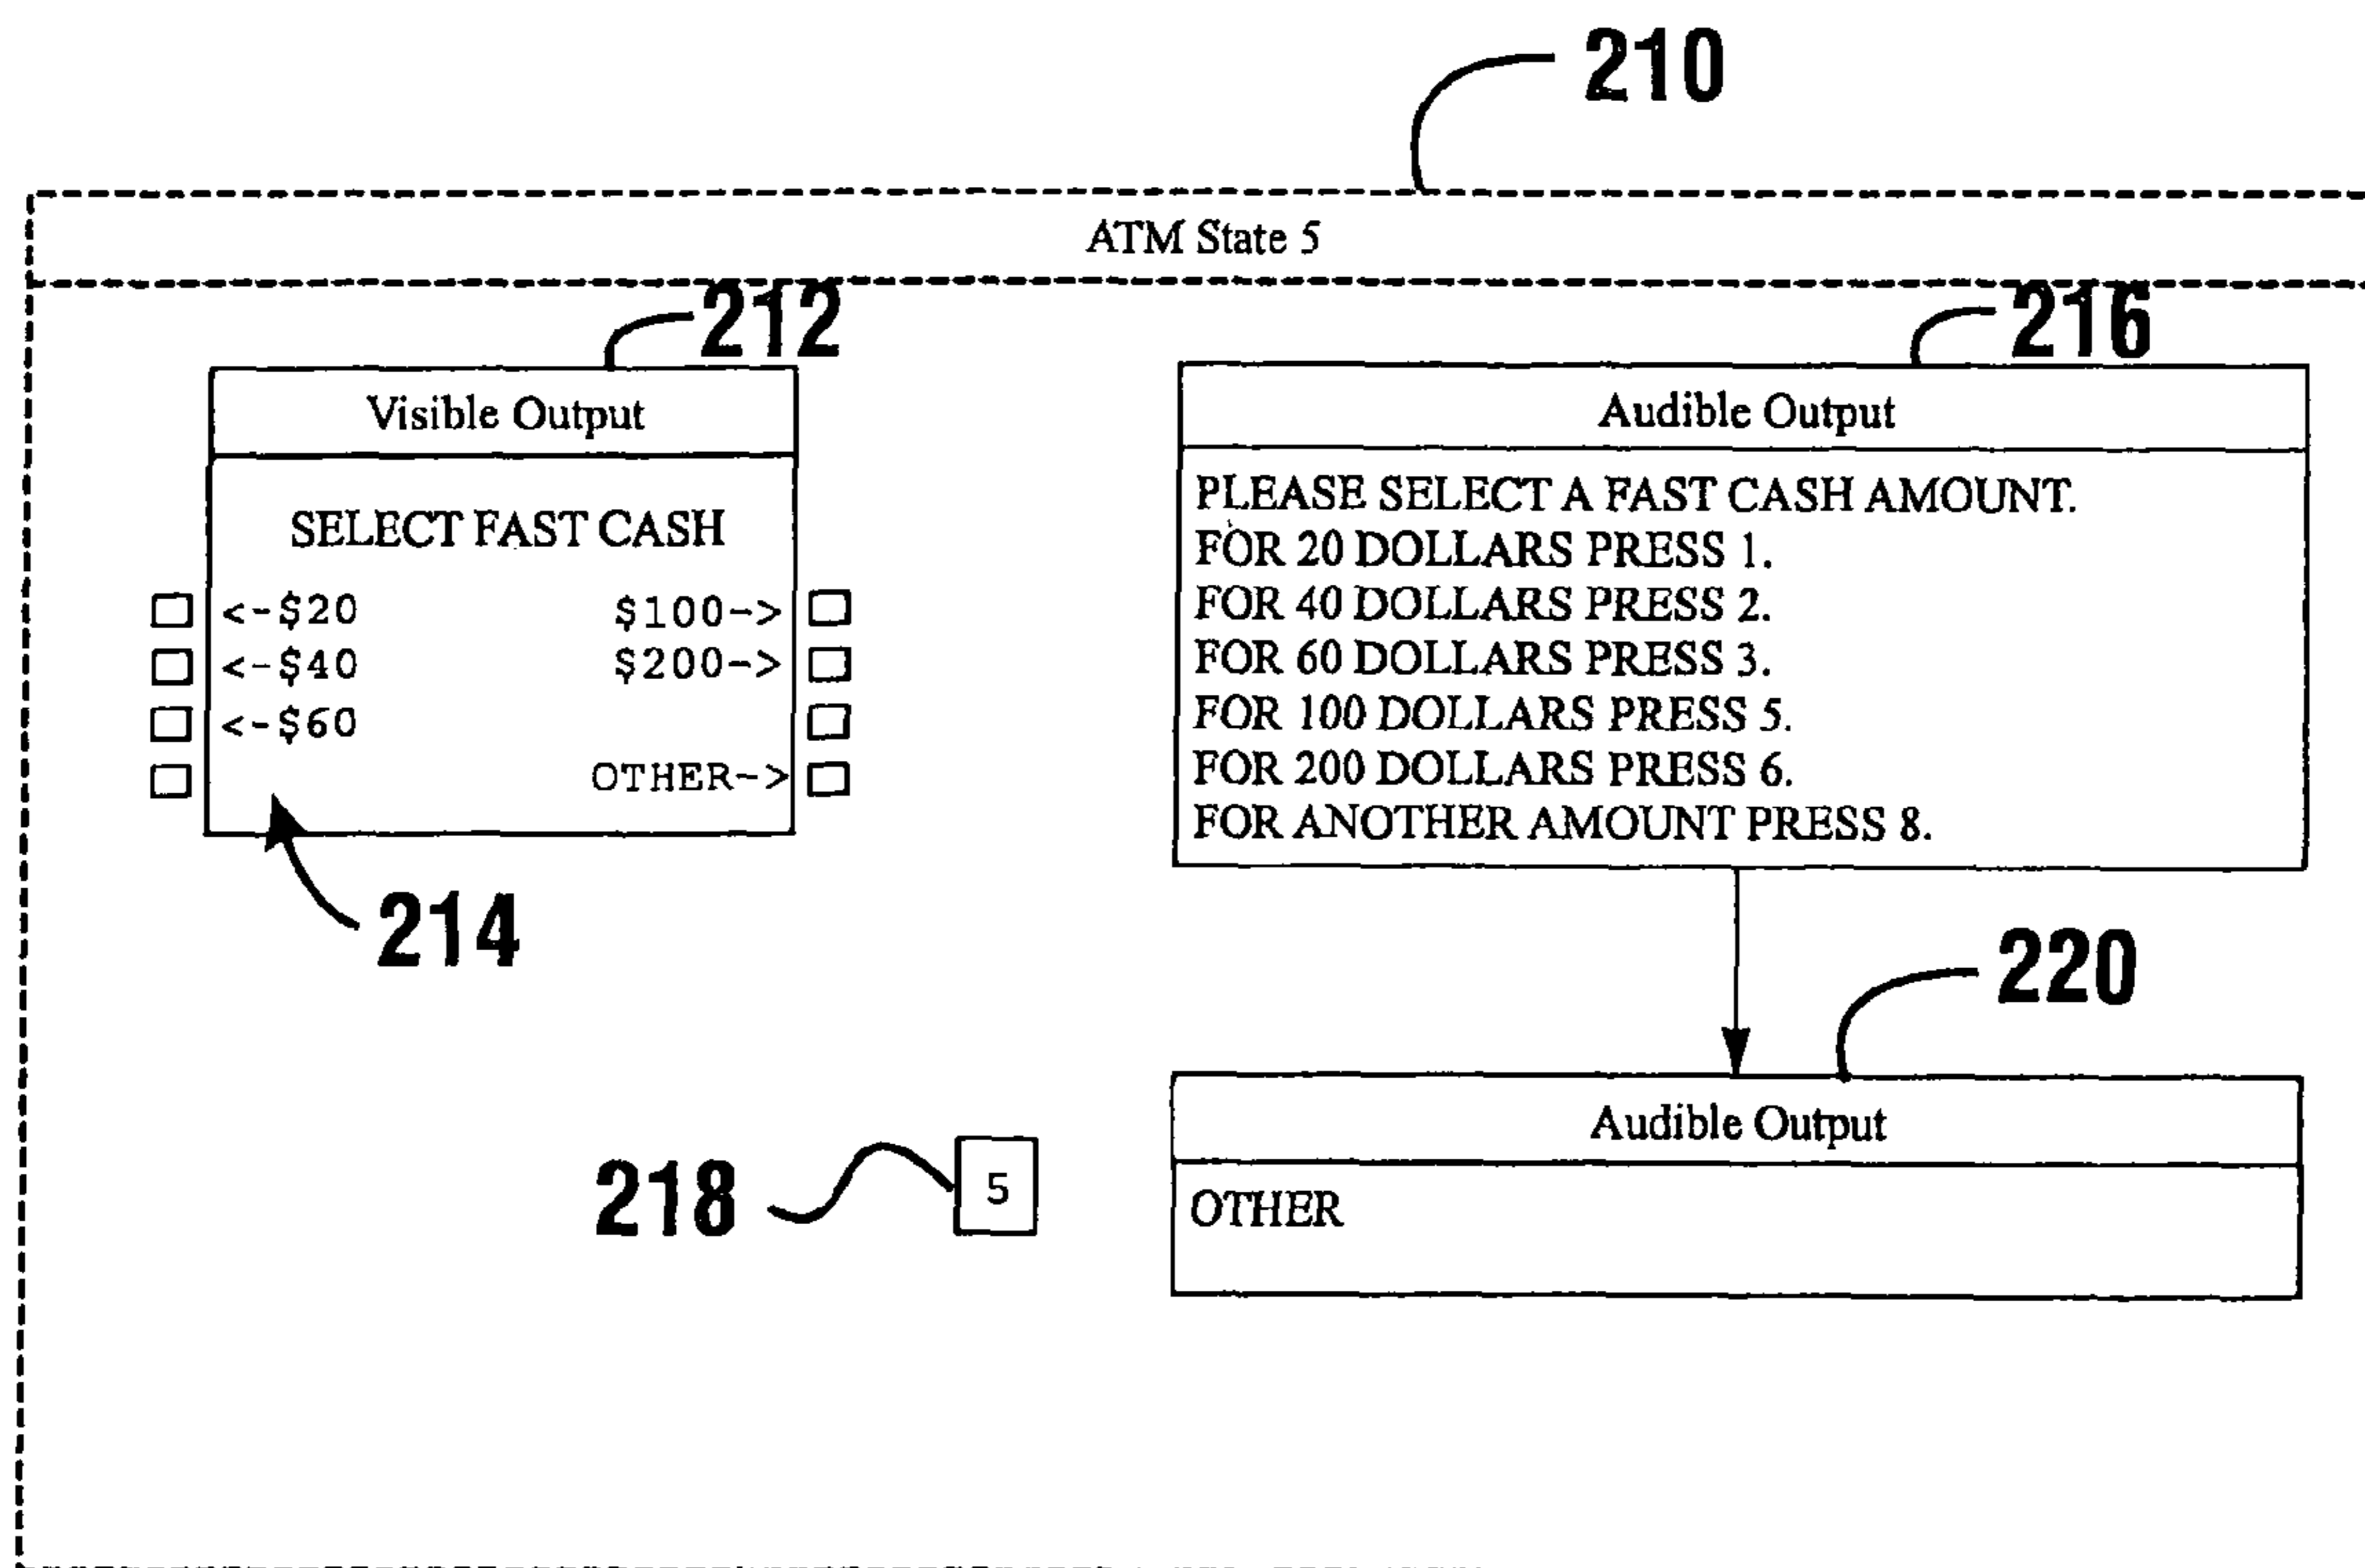 210
ATM State 5
212
216
Visible Output
SELECT FAST CASH
<-$20 $100->
<-$40 $200->
<-$60
OTHER->
214
Audible Output
PLEASE SELECT A FAST CASH AMOUNT.
FOR 20 DOLLARS PRESS 1.
FOR 40 DOLLARS PRESS 2.
FOR 60 DOLLARS PRESS 3.
FOR 100 DOLLARS PRESS 5.
FOR 200 DOLLARS PRESS 6.
FOR ANOTHER AMOUNT PRESS 8.
220
218
5
Audible Output
OTHER